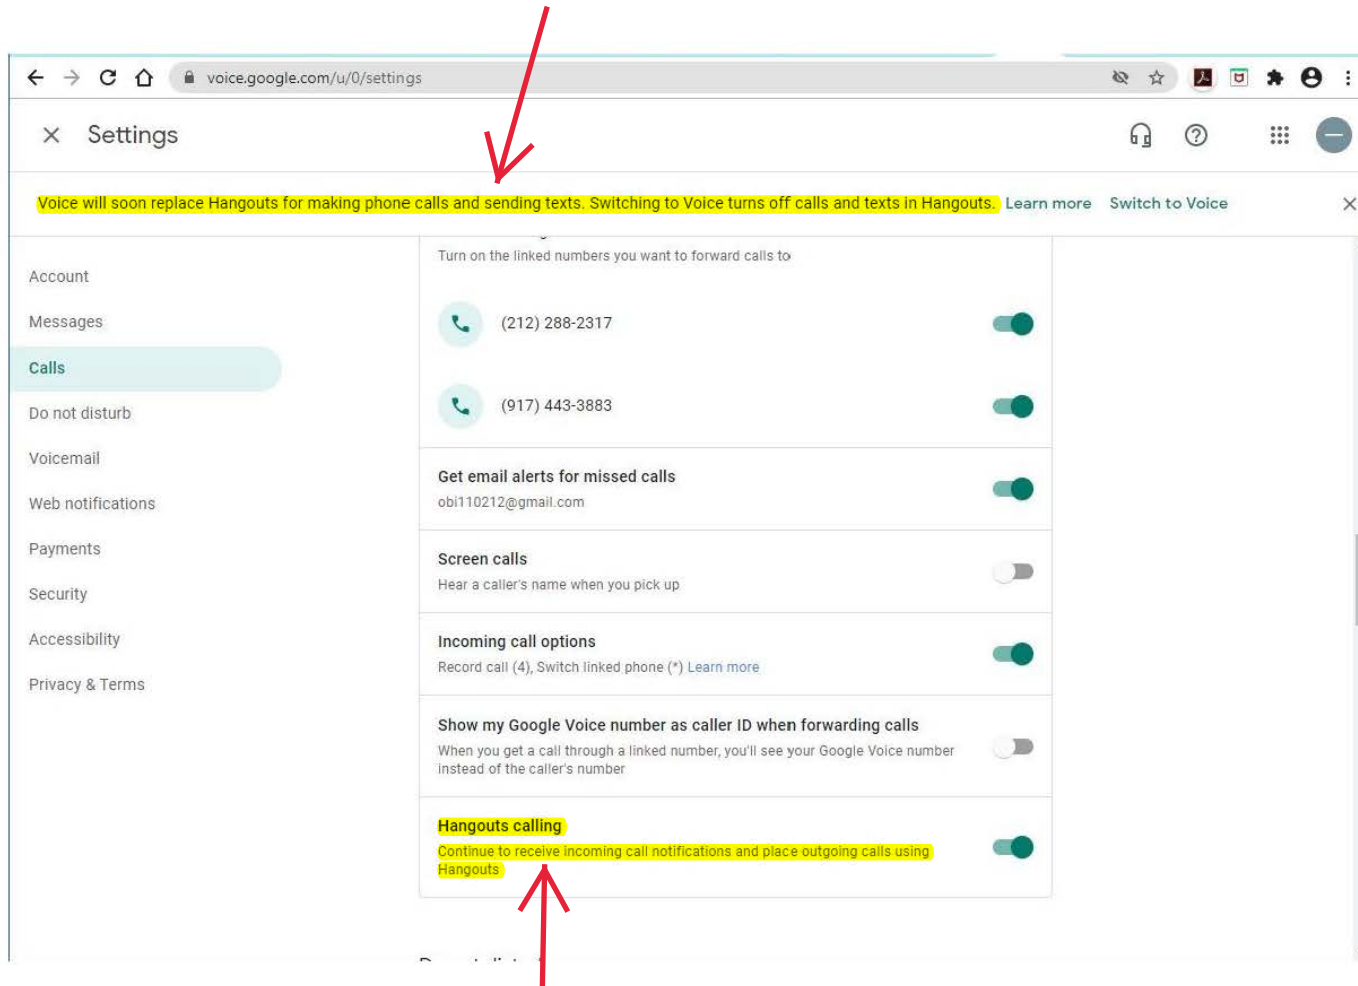 voice.google.com/u/0/settings
Settings
Voice will soon replace Hangouts for making phone calls and sending texts. Switching to Voice turns off calls and texts in Hangouts. Learn more Switch to Voice
Turn on the linked numbers you want to forward calls to
Account
Messages
(212) 288-2317
Calls
(917) 443-3883
Do not disturb
Voicemail
Get email alerts for missed calls
obi110212@gmail.com
Web notifications
Payments
Screen calls
Hear a caller's name when you pick up
Security
Accessibility
Incoming call options
Record call (4), Switch linked phone (*) Learn more
Privacy & Terms
Show my Google Voice number as caller ID when forwarding calls
When you get a call through a linked number, you'll see your Google Voice number
instead of the caller's number
Hangouts calling
Continue to receive incoming call notifications and place outgoing calls using
Hangouts